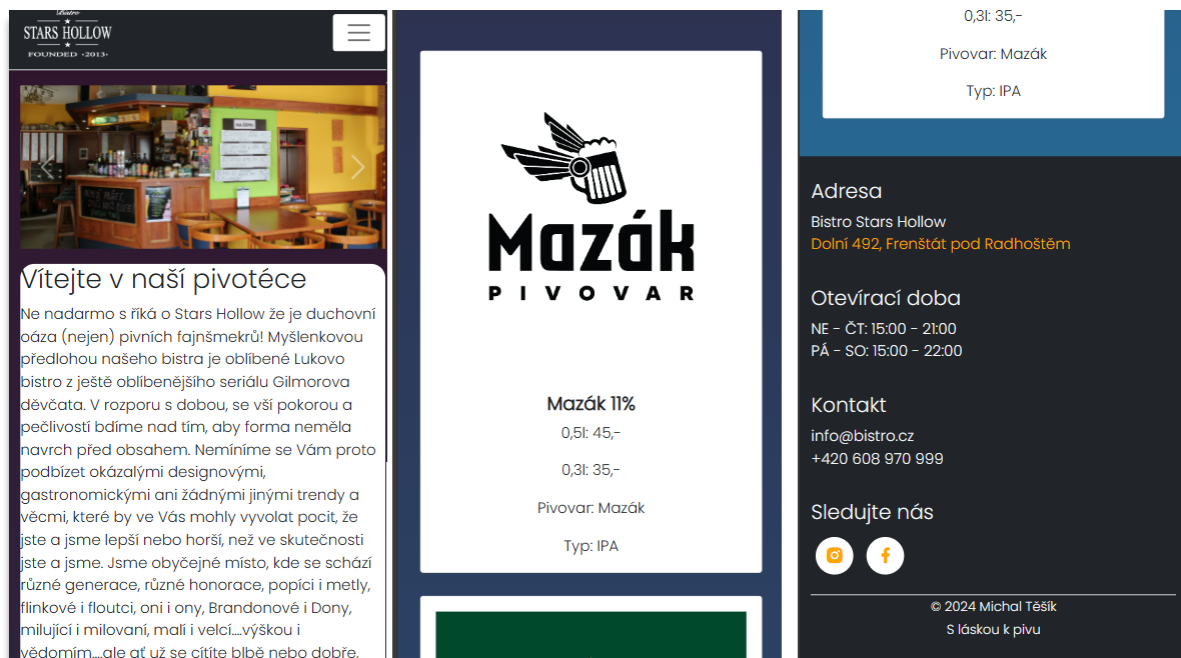 Bistro
STARS HOLLOW
FOUNDED •2013•
Vítejte v naší pivotéce
Ne nadarmo s říká o Stars Hollow že je duchovní
oáza (nejen) pivních fajnšmekrů! Myšlenkovou
předlohou našeho bistra je oblíbené Lukovo
bistro z ještě oblíbenějšího seriálu Gilmorova
děvčata. V rozporu s dobou, se vší pokorou a
pečlivostí bdíme nad tím, aby forma neměla
navrch před obsahem. Nemíníme se Vám proto
podbízet okázalými designovými,
gastronomickými ani žádnými jinými trendy a
věcmi, které by ve Vás mohly vyvolat pocit, že
jste a jsme lepší nebo horší, než ve skutečnosti
jste a jsme. Jsme obyčejné místo, kde se schází
různé generace, různé honorace, popíci i metly,
flinkové i floutci, oni i ony, Brandonové i Dony,
milující i milovaní, malí i velcí....výškou i
vědomím....ale ať už se cítíte blbě nebo dobře,
Mazák
PIVOVAR
Mazák 11%
0,5l: 45,-
0,3l: 35,-
Pivovar: Mazák
Typ: IPA
0,3l: 35,-
Pivovar: Mazák
Typ: IPA
Adresa
Bistro Stars Hollow
Dolní 492, Frenštát pod Radhoštěm
Otevírací doba
NE - ČT: 15:00 - 21:00
PÁ - SO: 15:00 - 22:00
Kontakt
info@bistro.cz
+420 608 970 999
Sledujte nás
© 2024 Michal Těšík
S láskou k pivu